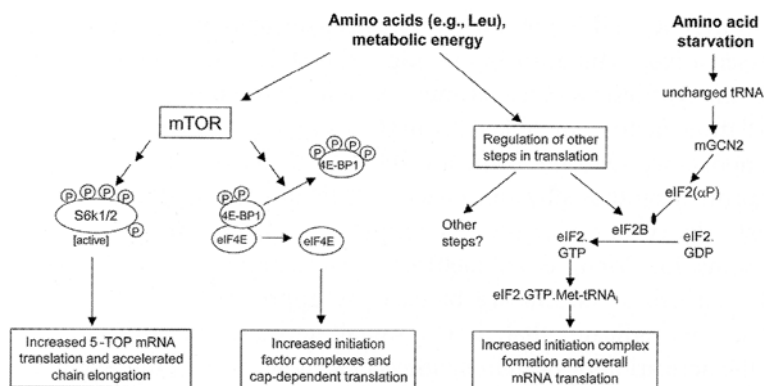 Amino acids (e.g., Leu),
metabolic energy
Amino acid
starvation
uncharged tRNA
mGCN2
eIF2(αP)
mTOR
Regulation of other
steps in translation
P P P P
4E-BP1
P P P P
S6k1/2
P
[active]
P P
4E-BP1
eIF4E
eIF4E
Other
steps?
eIF2B
eIF2.
GTP
eIF2.
GDP
eIF2.GTP.Met-tRNAi
Increased 5-TOP mRNA
translation and accelerated
chain elongation
Increased initiation
factor complexes and
cap-dependent translation
Increased initiation complex
formation and overall
mRNA translation